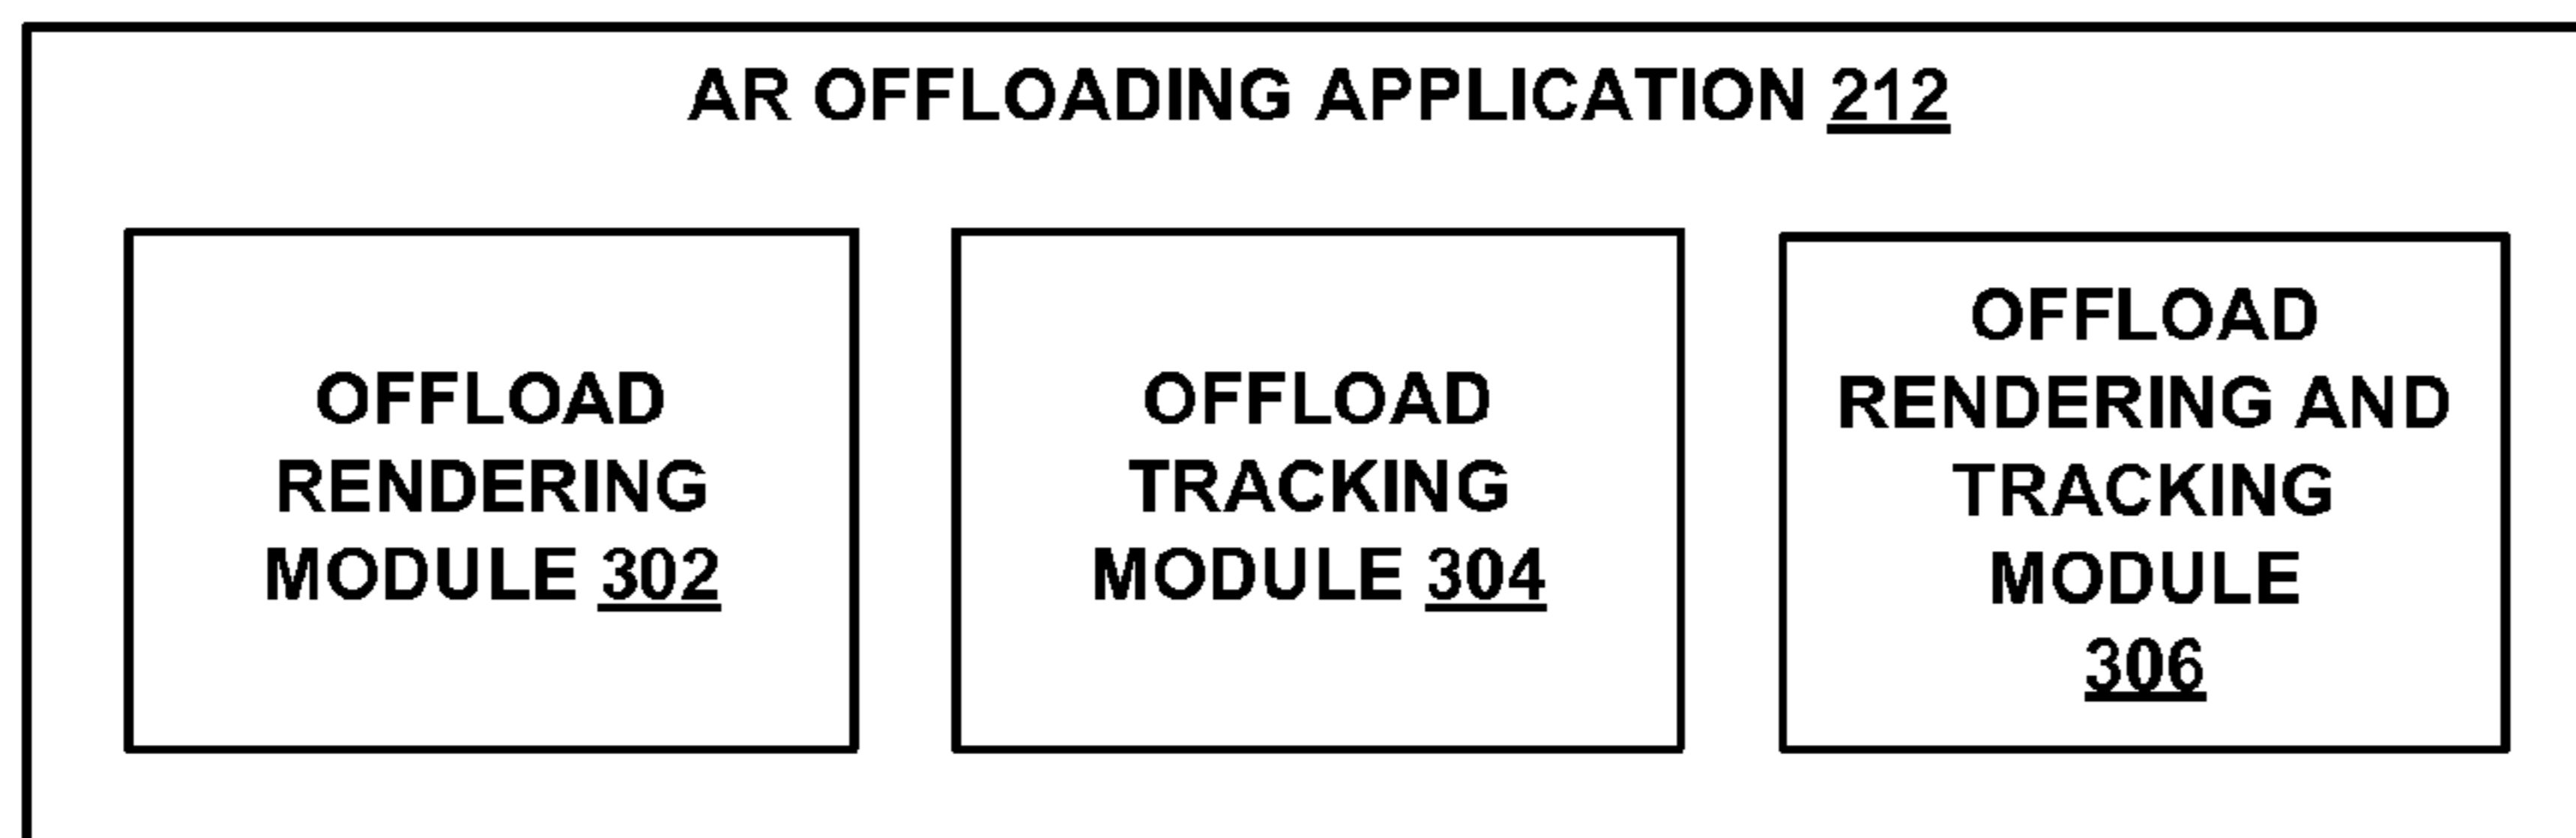 AR OFFLOADING APPLICATION 212
OFFLOAD
RENDERING
MODULE 302
OFFLOAD
TRACKING
MODULE 304
OFFLOAD
RENDERING AND
TRACKING
MODULE
306